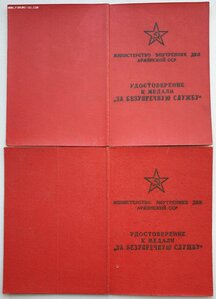 МИНИСТЕРСТВО ВНУТРЕННИХ ДЕЛ
АРМЯНСКОЙ ССР
УДОСТОВЕРЕНИЕ
К МЕДАЛИ
„ЗА БЕЗУПРЕЧНУЮ СЛУЖБУ"
МИНИСТЕРСТВО ВНУТРЕННИХ ДЕЛ
АРМЯНСКОЙ ССР
УДОСТОВЕРЕНИЕ
К МЕДАЛИ
„ЗА БЕЗУПРЕЧНУЮ СЛУЖБУ"